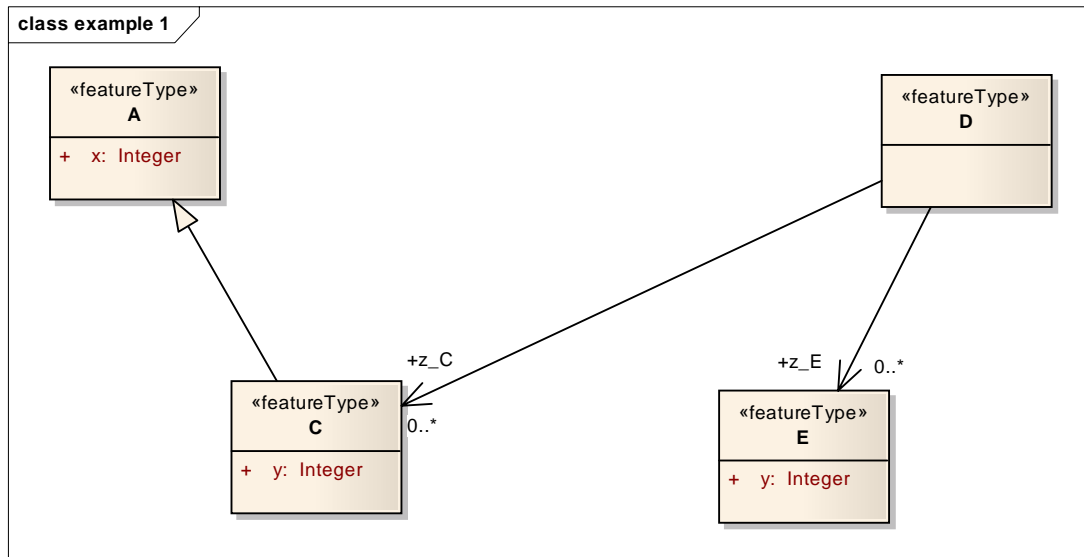 class example 1
«featureType»
A
+ x: Integer
«featureType»
D
+z_C
0..*
+z_E
0..*
«featureType»
C
+ y: Integer
«featureType»
E
+ y: Integer